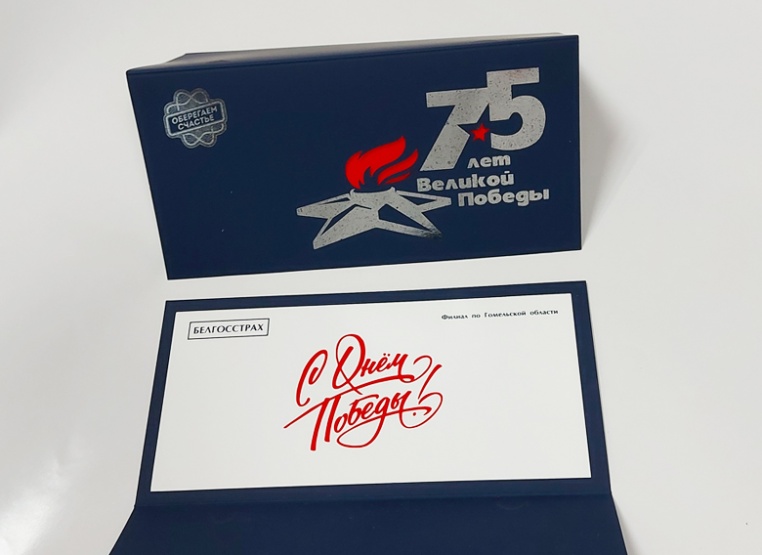 ОБЕРЕГАЕМ
СЧАСТЬЕ
75
лет
Великой
Победы
БЕЛГОССТРАХ
Филиал по Гомельской области
С Днём
Победы!